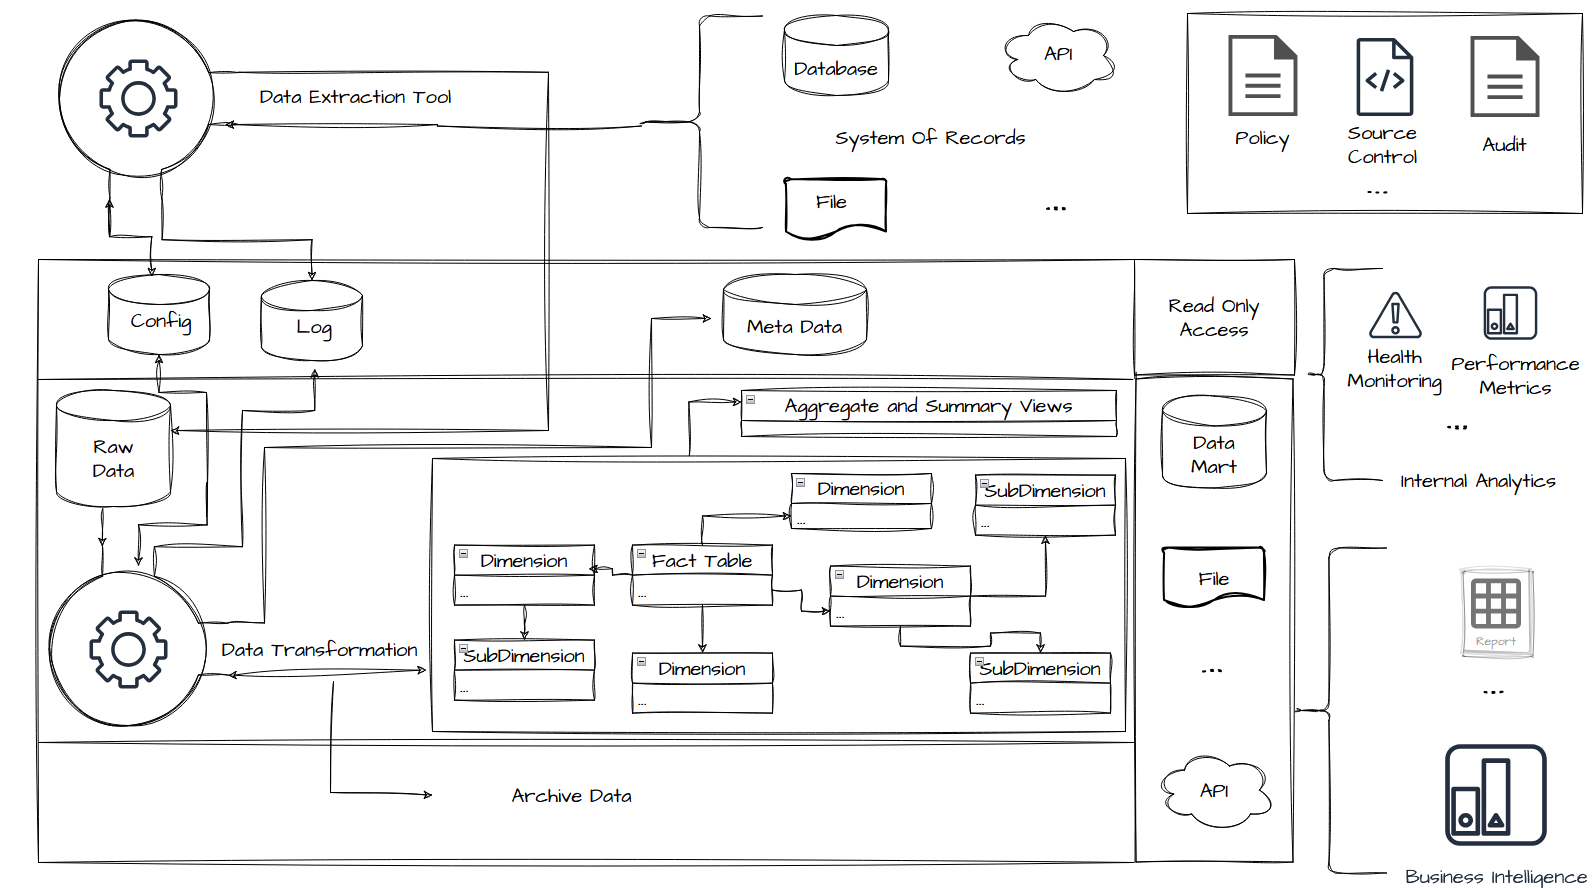 Data Extraction Tool
Database
API
System Of Records
File
...
Policy
Source
Control
Audit
...
Config
Log
Meta Data
Read Only
Access
Health
Monitoring
Performance
Metrics
...
Internal Analytics
Raw
Data
Aggregate and Summary Views
Data
Mart
Dimension
...
SubDimension
...
Dimension
...
Fact Table
...
Dimension
...
File
Data Transformation
SubDimension
...
Dimension
...
SubDimension
...
...
Report
...
Archive Data
API
Business Intelligence